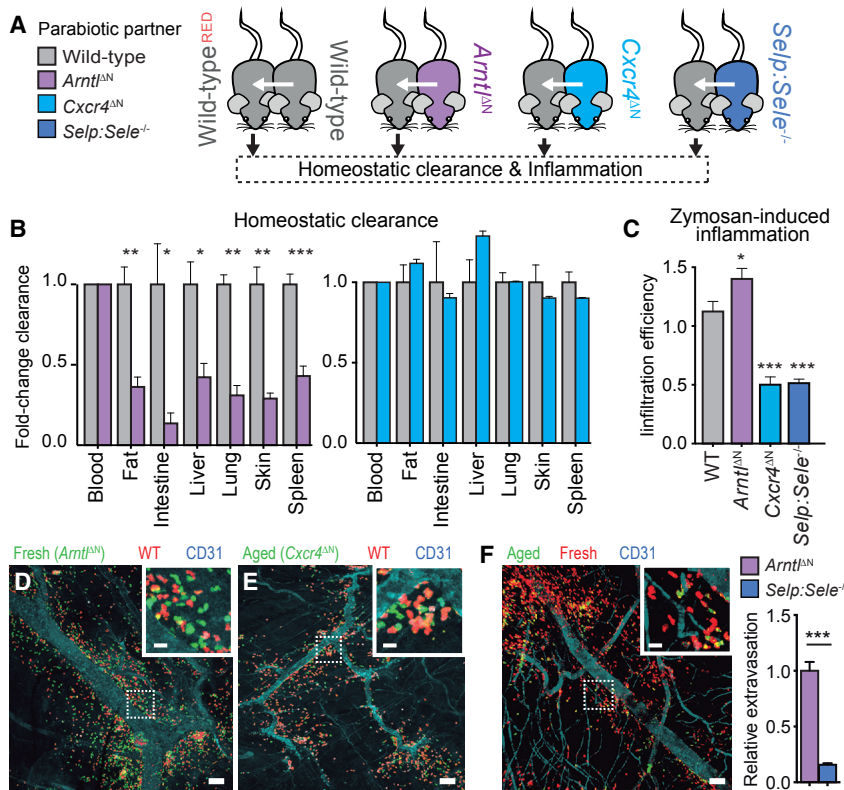 A
Parabiotic partner
Wild-type
Arntl^ΔN
Cxcr4^ΔN
Selp:Sele^-/-
Wild-type^RED
Wild-type
Arntl^ΔN
Cxcr4^ΔN
Selp:Sele^-/-
Homeostatic clearance & Inflammation
B
Homeostatic clearance
Fold-change clearance
1.0
0.5
0.0
** * * ** ** ***
Blood
Fat
Intestine
Liver
Lung
Skin
Spleen
1.0
0.5
0.0
Blood
Fat
Intestine
Liver
Lung
Skin
Spleen
C
Zymosan-induced
inflammation
Iinfiltration efficiency
1.5
1.0
0.5
0
*
*** ***
WT
Arntl^ΔN
Cxcr4^ΔN
Selp:Sele^-/-
Fresh (Arntl^ΔN) WT CD31
D
Aged (Cxcr4^ΔN) WT CD31
E
F
Aged Fresh CD31
Arntl^ΔN
Selp:Sele^-/
Relative extravasation
1.5
1.0
0.5
0.0
***